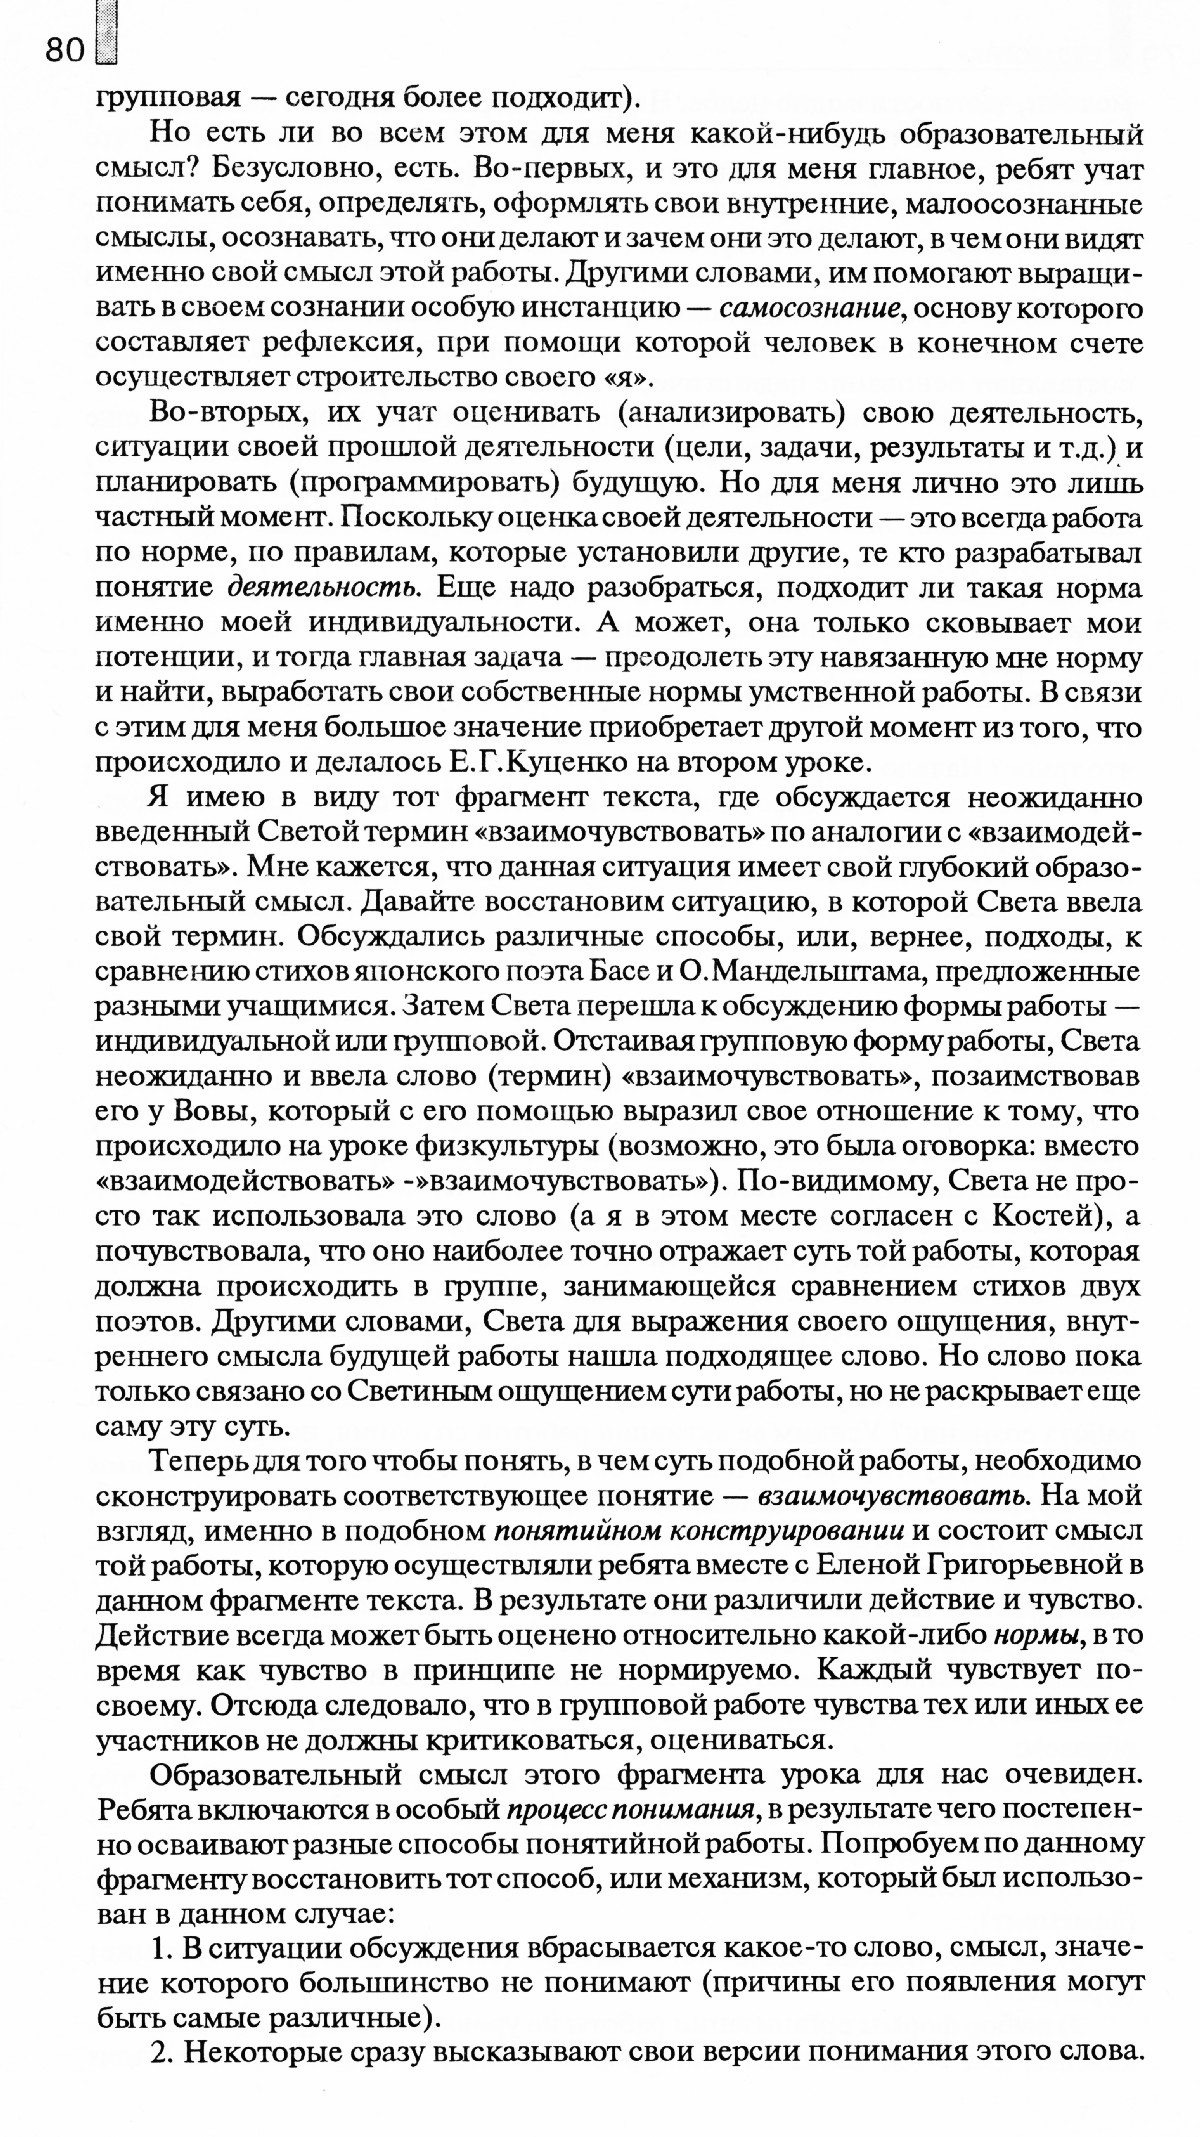 80
групповая — сегодня более подходит).
Но есть ли во всем этом для меня какой-нибудь образовательный
смысл? Безусловно, есть. Во-первых, и это для меня главное, ребят учат
понимать себя, определять, оформлять свои внутренние, малоосознанные
смыслы, осознавать, что они делают и зачем они это делают, в чем они видят
именно свой смысл этой работы. Другими словами, им помогают выращи-
вать в своем сознании особую инстанцию — самосознание, основу которого
составляет рефлексия, при помощи которой человек в конечном счете
осуществляет строительство своего «я».
Во-вторых, их учат оценивать (анализировать) свою деятельность,
ситуации своей прошлой деятельности (цели, задачи, результаты и т.д.) и
планировать (программировать) будущую. Но для меня лично это лишь
частный момент. Поскольку оценка своей деятельности — это всегда работа
по норме, по правилам, которые установили другие, те кто разрабатывал
понятие деятельность. Еще надо разобраться, подходит ли такая норма
именно моей индивидуальности. А может, она только сковывает мои
потенции, и тогда главная задача — преодолеть эту навязанную мне норму
и найти, выработать свои собственные нормы умственной работы. В связи
с этим для меня большое значение приобретает другой момент из того, что
происходило и делалось Е.Г.Куценко на втором уроке.
Я имею в виду тот фрагмент текста, где обсуждается неожиданно
введенный Светой термин «взаимочувствовать» по аналогии с «взаимодей-
ствовать». Мне кажется, что данная ситуация имеет свой глубокий образо-
вательный смысл. Давайте восстановим ситуацию, в которой Света ввела
свой термин. Обсуждались различные способы, или, вернее, подходы, к
сравнению стихов японского поэта Басе и О.Мандельштама, предложенные
разными учащимися. Затем Света перешла к обсуждению формы работы —
индивидуальной или групповой. Отстаивая групповую форму работы, Света
неожиданно и ввела слово (термин) «взаимочувствовать», позаимствовав
его у Вовы, который с его помощью выразил свое отношение к тому, что
происходило на уроке физкультуры (возможно, это была оговорка: вместо
«взаимодействовать» -»взаимочувствовать»). По-видимому, Света не про-
сто так использовала это слово (а я в этом месте согласен с Костей), а
почувствовала, что оно наиболее точно отражает суть той работы, которая
должна происходить в группе, занимающейся сравнением стихов двух
поэтов. Другими словами, Света для выражения своего ощущения, внут-
реннего смысла будущей работы нашла подходящее слово. Но слово пока
только связано со Светиным ощущением сути работы, но не раскрывает еще
саму эту суть.
Теперь для того чтобы понять, в чем суть подобной работы, необходимо
сконструировать соответствующее понятие — взаимочувствовать. На мой
взгляд, именно в подобном понятийном конструировании и состоит смысл
той работы, которую осуществляли ребята вместе с Еленой Григорьевной в
данном фрагменте текста. В результате они различили действие и чувство.
Действие всегда может быть оценено относительно какой-либо нормы, в то
время как чувство в принципе не нормируемо. Каждый чувствует по-
своему. Отсюда следовало, что в групповой работе чувства тех или иных ее
участников не должны критиковаться, оцениваться.
Образовательный смысл этого фрагмента урока для нас очевиден.
Ребята включаются в особый процесс понимания, в результате чего постепен-
но осваивают разные способы понятийной работы. Попробуем по данному
фрагменту восстановить тот способ, или механизм, который был использо-
ван в данном случае:
1. В ситуации обсуждения вбрасывается какое-то слово, смысл, значе-
ние которого большинство не понимают (причины его появления могут
быть самые различные).
2. Некоторые сразу высказывают свои версии понимания этого слова.